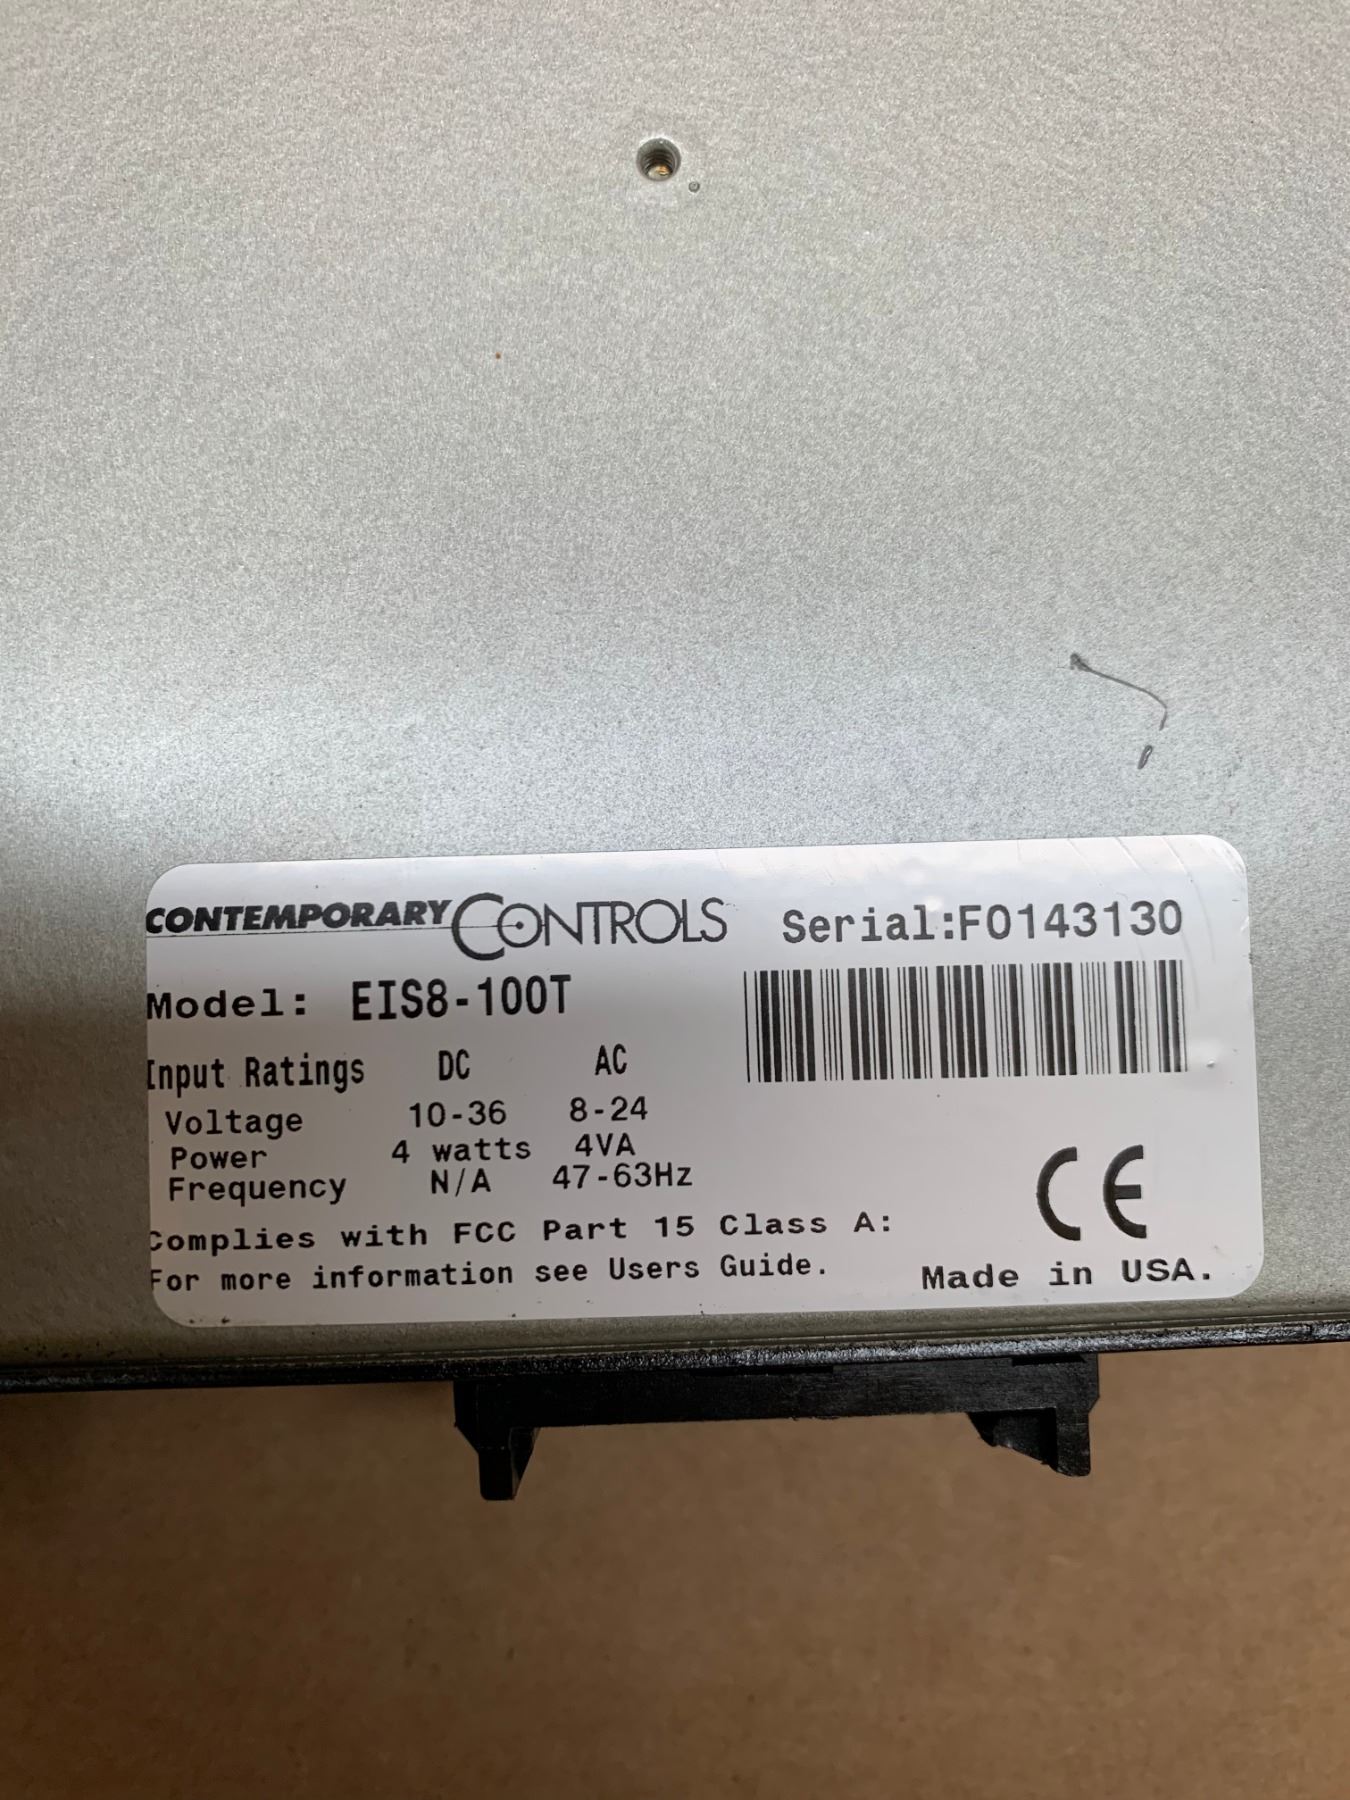 CONTEMPORARY CONTROLS Serial:F0143130
Model: EIS8-100T
Input Ratings DC AC
Voltage 10-36 8-24
Power 4 watts 4VA
Frequency N/A 47-63Hz
CE
Complies with FCC Part 15 Class A:
For more information see Users Guide. Made in USA.